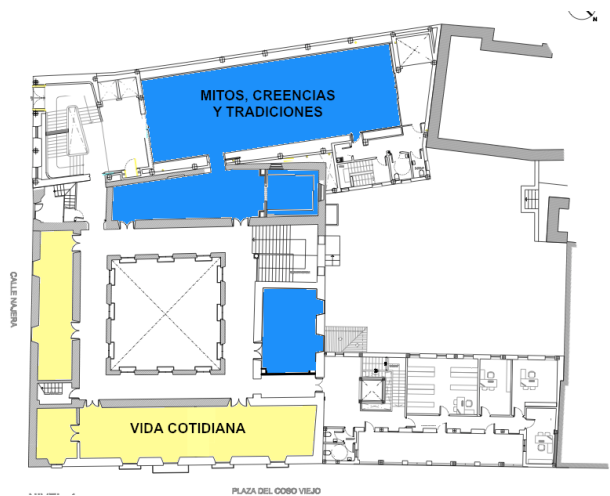 N
MITOS, CREENCIAS
Y TRADICIONES
CALLE NAJERA
VIDA COTIDIANA
PLAZA DEL COSO VIEJO